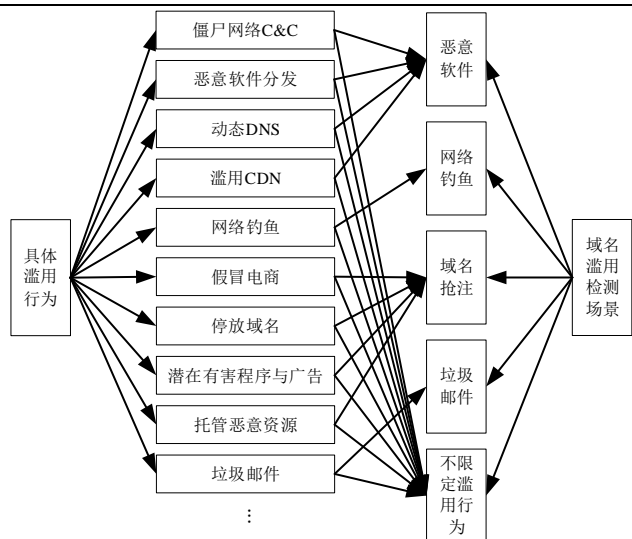 具体
滥用
行为
僵尸网络C&C
恶意软件分发
动态DNS
滥用CDN
网络钓鱼
假冒电商
停放域名
潜在有害程序与广告
托管恶意资源
垃圾邮件
⋮
恶意
软件
网络
钓鱼
域名
抢注
垃圾
邮件
不限
定滥
用行
为
域名
滥用
检测
场景